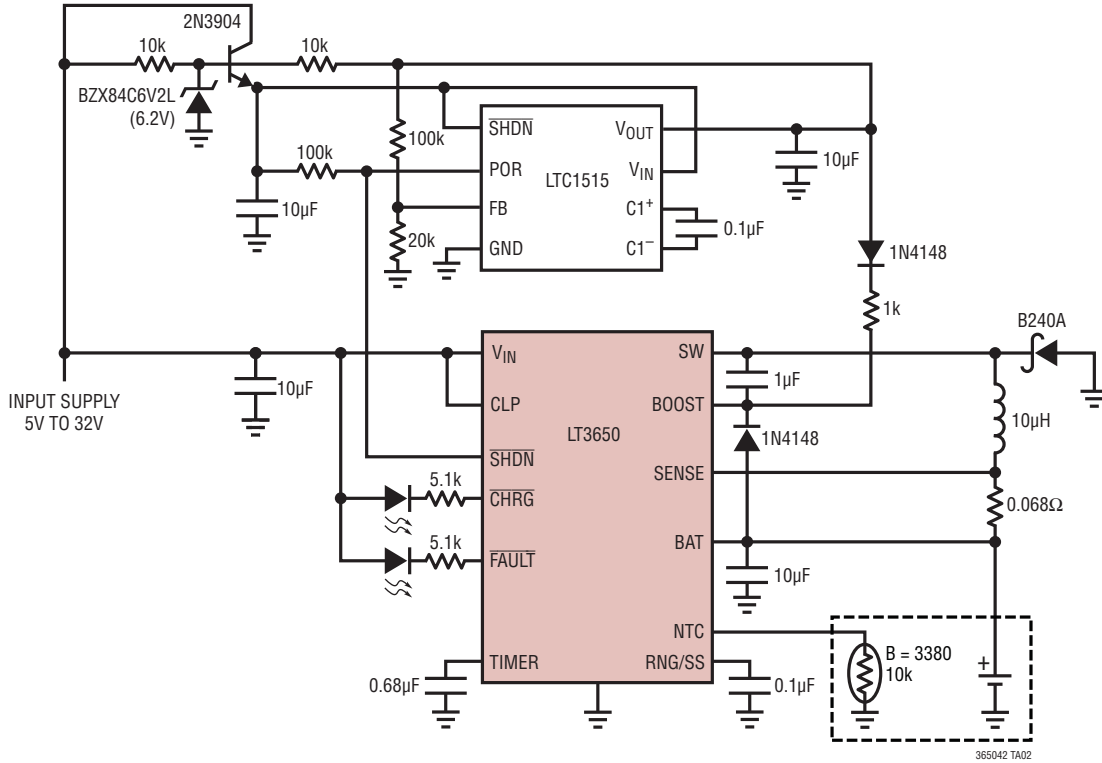 2N3904
10k
10k
BZX84C6V2L
(6.2V)
100k
100k
10µF
20k
SHDN
POR
FB
GND
LTC1515
VOUT
VIN
C1+
C1–
0.1µF
10µF
1N4148
1k
B240A
INPUT SUPPLY
5V TO 32V
10µF
VIN
CLP
SHDN
5.1k
CHRG
5.1k
FAULT
TIMER
0.68µF
LT3650
SW
BOOST
SENSE
BAT
NTC
RNG/SS
1µF
1N4148
10µH
0.068Ω
10µF
0.1µF
B = 3380
10k
+
365042 TA02